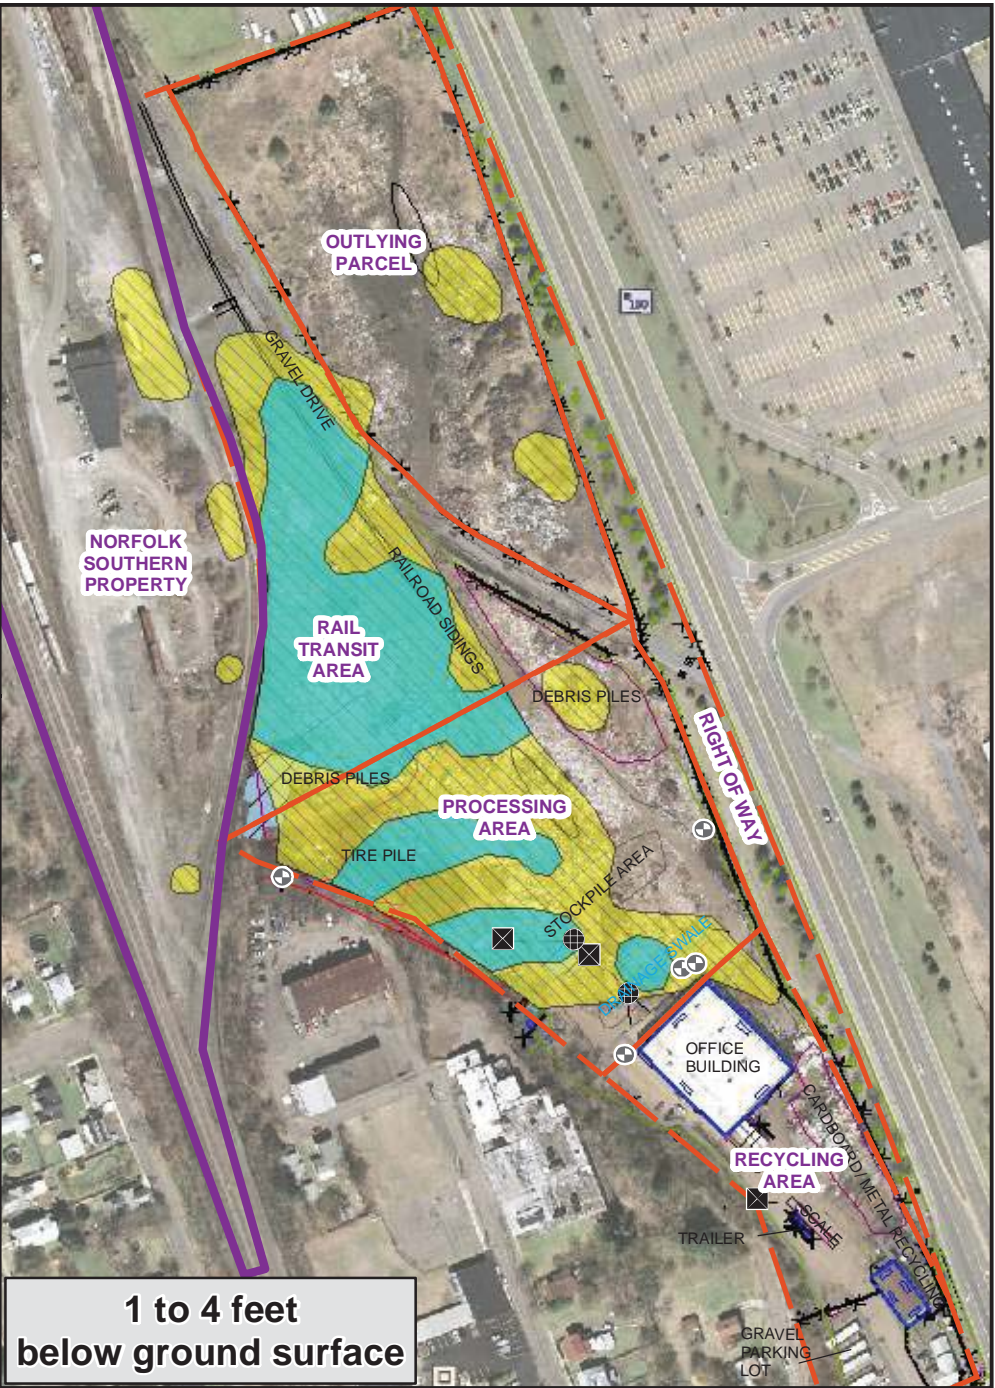 OUTLYING
PARCEL
GRAVEL DRIVE
NORFOLK
SOUTHERN
PROPERTY
RAILROAD SIDINGS
RAIL
TRANSIT
AREA
DEBRIS PILES
RIGHT OF WAY
DEBRIS PILES
PROCESSING
AREA
TIRE PILE
STOCKPILE AREA
DRAINAGE SWALE
OFFICE
BUILDING
CARDBOARD/ METAL RECYCLING
RECYCLING
AREA
SCALE
TRAILER
GRAVEL
PARKING
LOT
1 to 4 feet
below ground surface